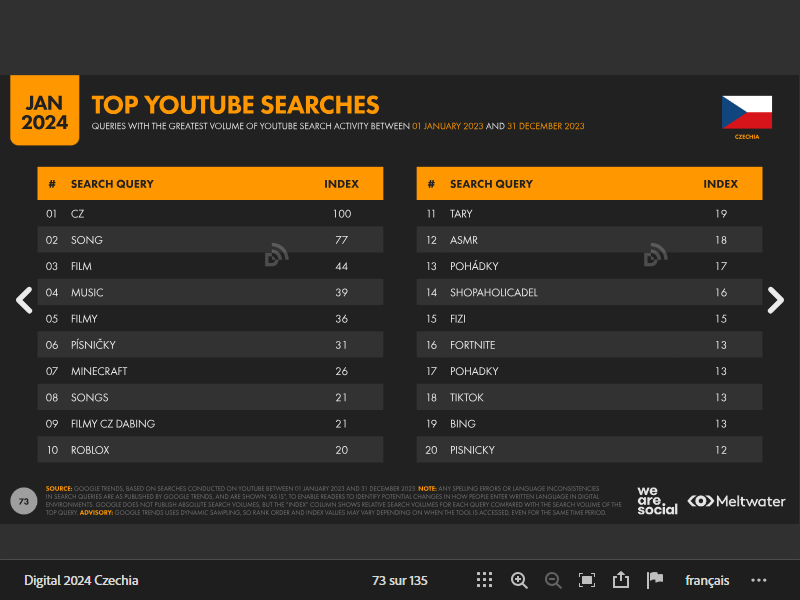 JAN
2024
TOP YOUTUBE SEARCHES
QUERIES WITH THE GREATEST VOLUME OF YOUTUBE SEARCH ACTIVITY BETWEEN 01 JANUARY 2023 AND 31 DECEMBER 2023
CZECHIA
# SEARCH QUERY INDEX
01 CZ 100
02 SONG 77
03 FILM 44
04 MUSIC 39
05 FILMY 36
06 PÍSNIČKY 31
07 MINECRAFT 26
08 SONGS 21
09 FILMY CZ DABING 21
10 ROBLOX 20
# SEARCH QUERY INDEX
11 TARY 19
12 ASMR 18
13 POHÁDKY 17
14 SHOPAHOLICADEL 16
15 FIZI 15
16 FORTNITE 13
17 POHADKY 13
18 TIKTOK 13
19 BING 13
20 PISNICKY 12
73
SOURCE: GOOGLE TRENDS, BASED ON SEARCHES CONDUCTED ON YOUTUBE BETWEEN 01 JANUARY 2023 AND 31 DECEMBER 2023. NOTE: ANY SPELLING ERRORS OR LANGUAGE INCONSISTENCIES
IN SEARCH QUERIES ARE AS PUBLISHED BY GOOGLE TRENDS, AND ARE SHOWN "AS IS", TO ENABLE READERS TO IDENTIFY POTENTIAL CHANGES IN HOW PEOPLE ENTER WRITTEN LANGUAGE IN DIGITAL
ENVIRONMENTS. GOOGLE DOES NOT PUBLISH ABSOLUTE SEARCH VOLUMES, BUT THE "INDEX" COLUMN SHOWS RELATIVE SEARCH VOLUMES FOR EACH QUERY COMPARED WITH THE SEARCH VOLUME OF THE
TOP QUERY. ADVISORY: GOOGLE TRENDS USES DYNAMIC SAMPLING, SO RANK ORDER AND INDEX VALUES MAY VARY DEPENDING ON WHEN THE TOOL IS ACCESSED, EVEN FOR THE SAME TIME PERIOD.
we
are.
social
Meltwater
Digital 2024 Czechia
73 sur 135
français